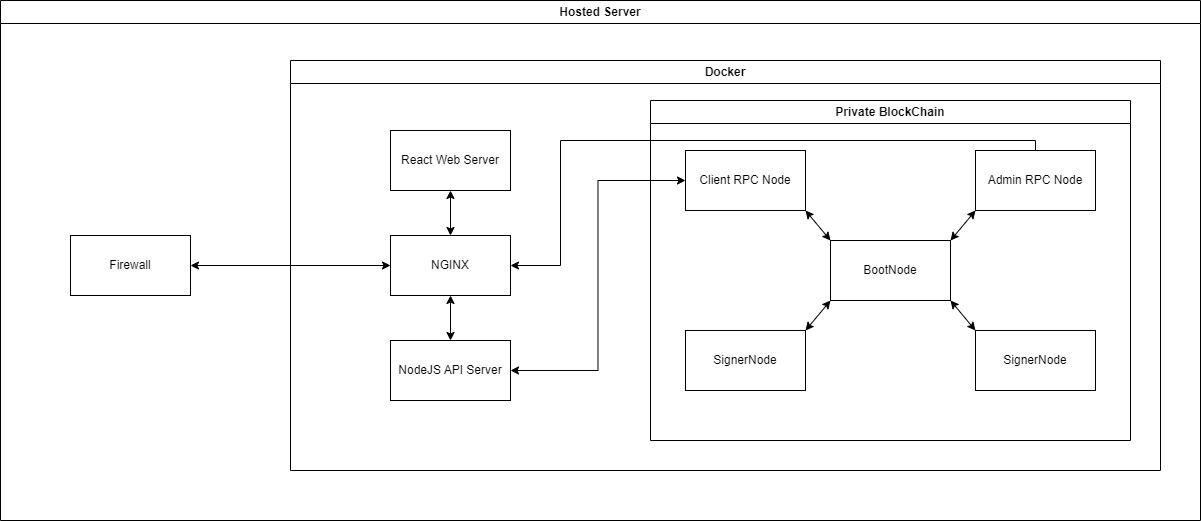 Hosted Server
Docker
Private BlockChain
React Web Server
Client RPC Node
Admin RPC Node
Firewall
NGINX
BootNode
NodeJS API Server
SignerNode
SignerNode